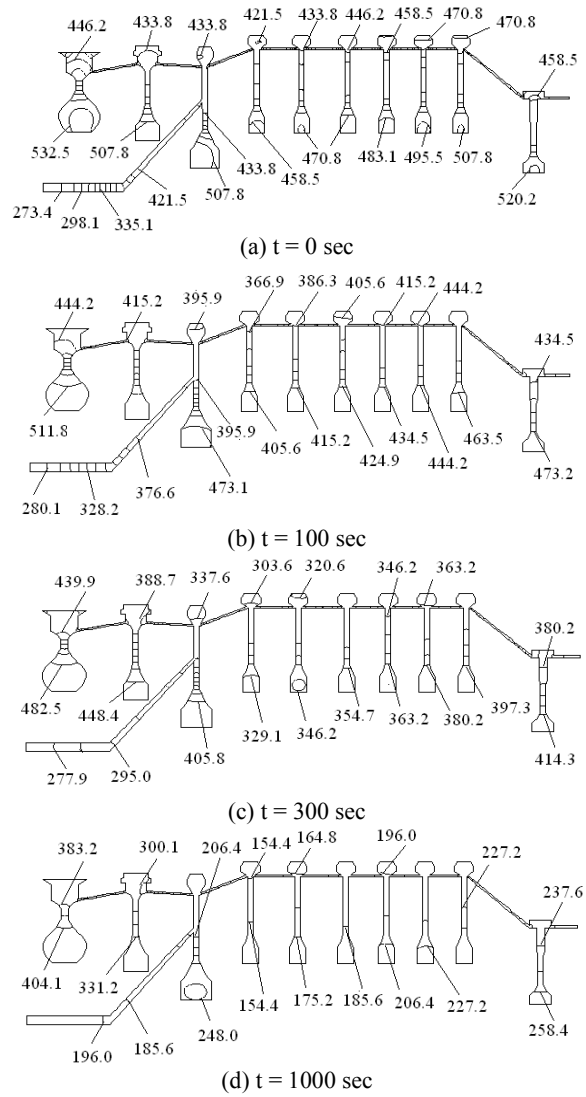 446.2 433.8 433.8 421.5 433.8 446.2 458.5 470.8 470.8
458.5
532.5 507.8 433.8 458.5 470.8 483.1 495.5 507.8
421.5 507.8 520.2
273.4 298.1 335.1
(a) t = 0 sec
444.2 415.2 395.9 366.9 386.3 405.6 415.2 444.2
434.5
511.8 395.9 405.6 415.2 424.9 434.5 444.2 463.5
376.6 473.1 473.2
280.1 328.2
(b) t = 100 sec
439.9 388.7 337.6 303.6 320.6 346.2 363.2
380.2
482.5 448.4 405.8 329.1 346.2 354.7 363.2 380.2 397.3
414.3
277.9 295.0
(c) t = 300 sec
383.2 300.1 206.4 154.4 164.8 196.0
227.2 237.6
404.1 331.2 154.4 175.2 185.6 206.4 227.2
248.0 258.4
196.0 185.6
(d) t = 1000 sec